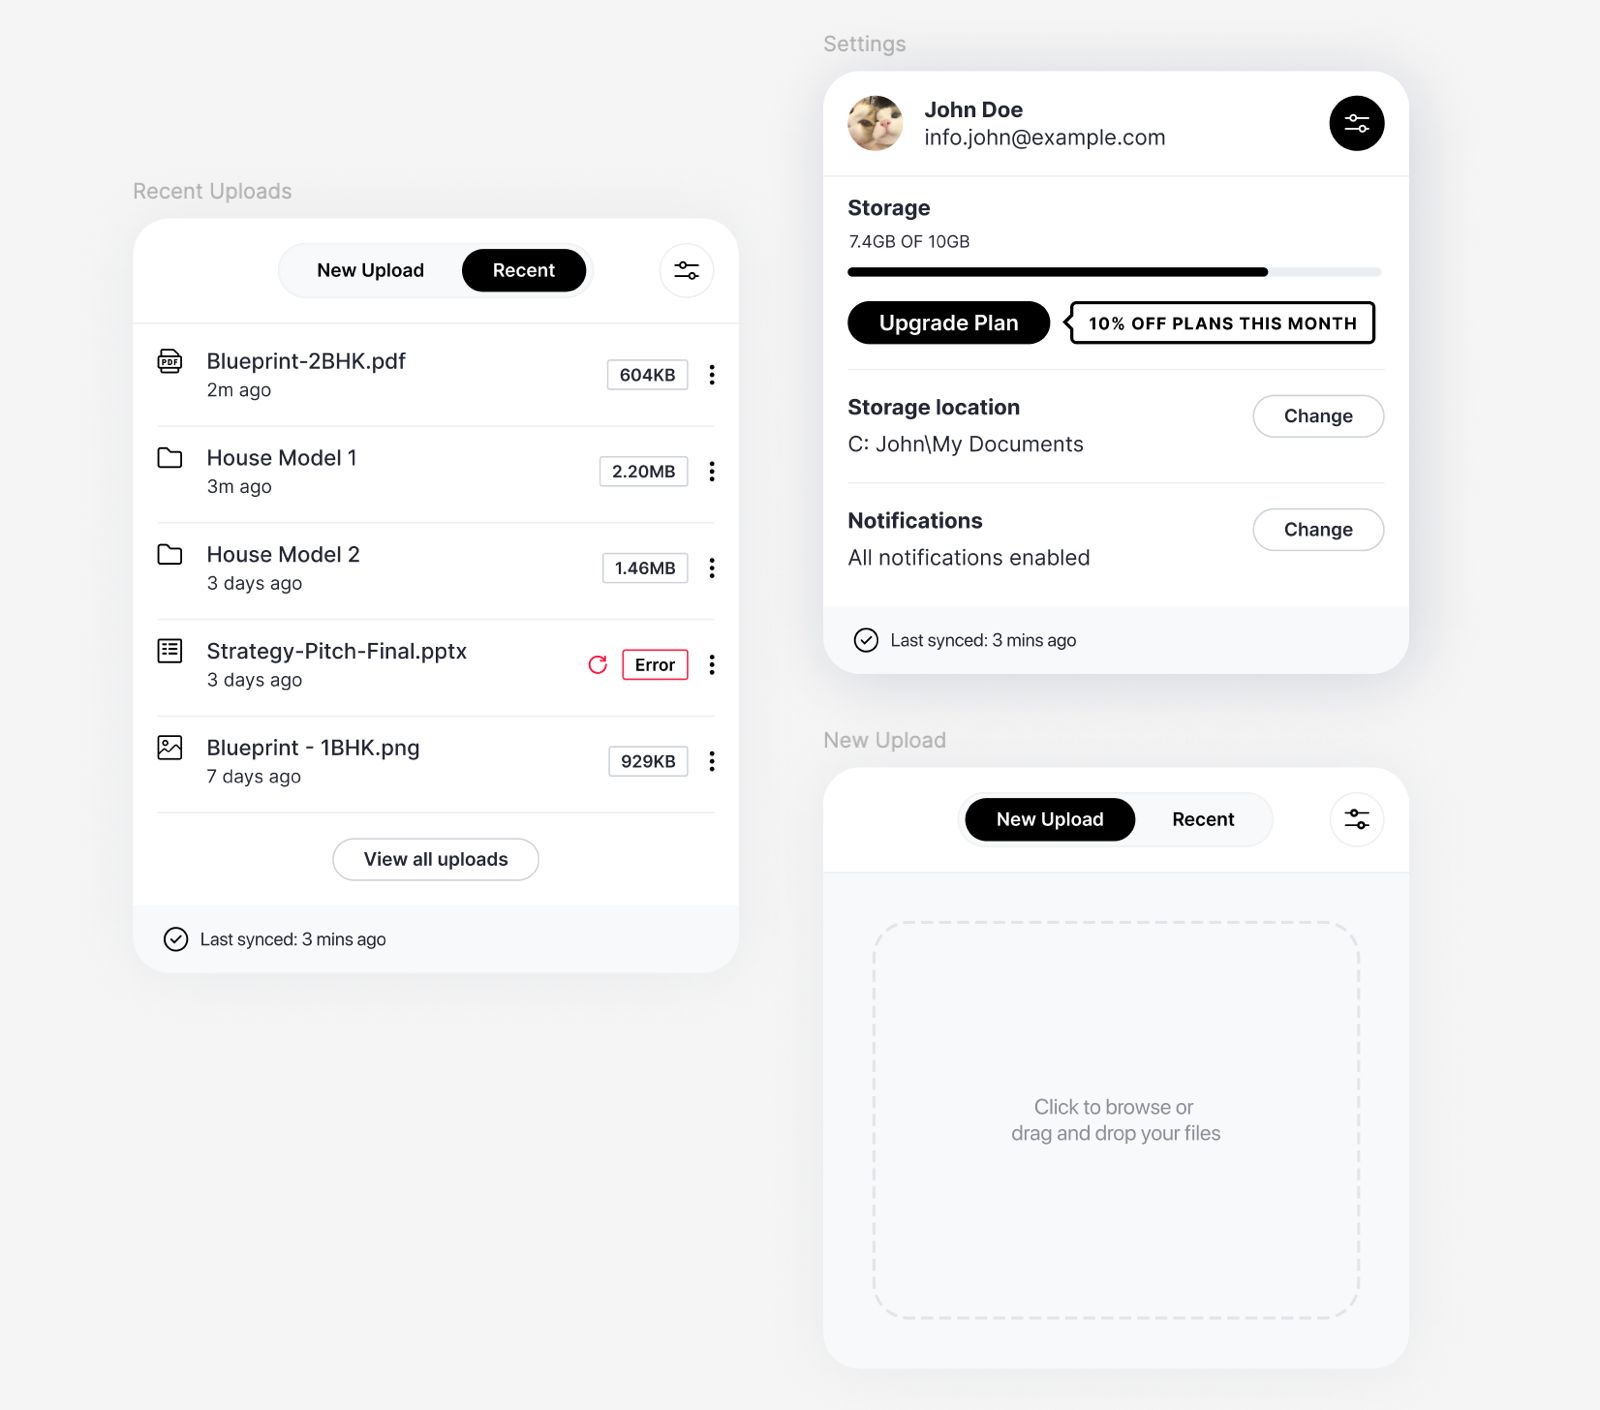 Recent Uploads
New Upload
Recent
PDF
Blueprint-2BHK.pdf
2m ago
604KB
House Model 1
3m ago
2.20MB
House Model 2
3 days ago
1.46MB
Strategy-Pitch-Final.pptx
3 days ago
Error
Blueprint - 1BHK.png
7 days ago
929KB
View all uploads
Last synced: 3 mins ago
Settings
John Doe
info.john@example.com
Storage
7.4GB OF 10GB
Upgrade Plan
10% OFF PLANS THIS MONTH
Storage location
C: John\My Documents
Change
Notifications
All notifications enabled
Change
Last synced: 3 mins ago
New Upload
New Upload
Recent
Click to browse or
drag and drop your files